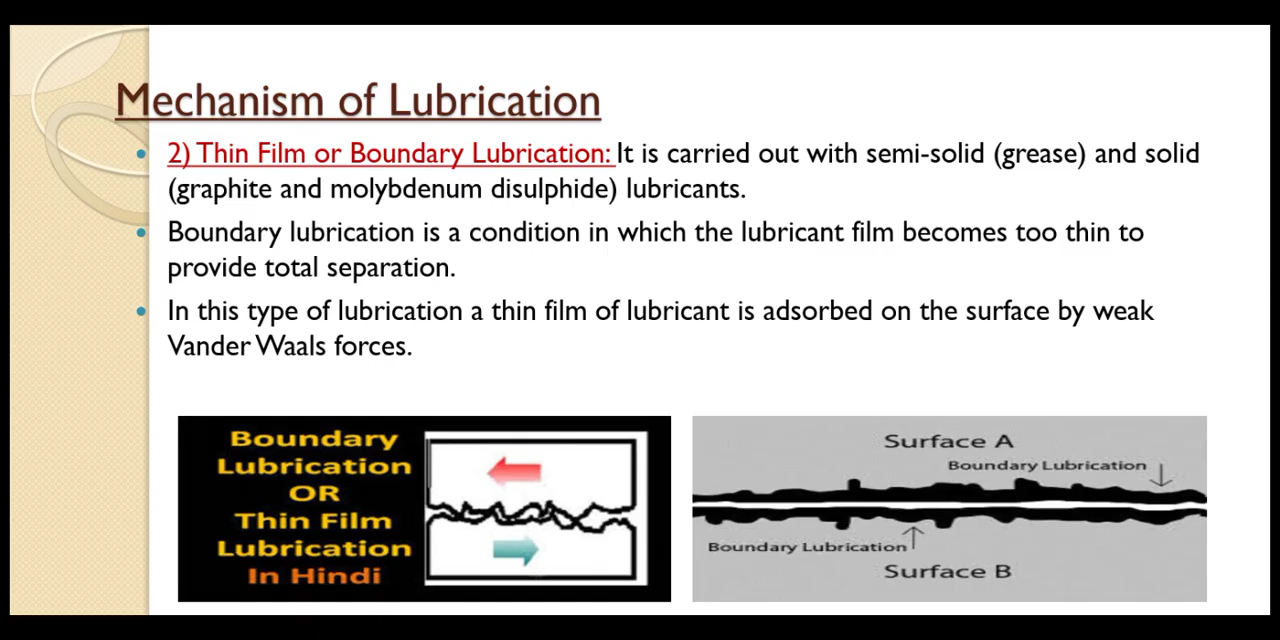 Mechanism of Lubrication
2) Thin Film or Boundary Lubrication: It is carried out with semi-solid (grease) and solid
(graphite and molybdenum disulphide) lubricants.
Boundary lubrication is a condition in which the lubricant film becomes too thin to
provide total separation.
In this type of lubrication a thin film of lubricant is adsorbed on the surface by weak
Vander Waals forces.
Boundary
Lubrication
OR
Thin Film
Lubrication
In Hindi
Surface A
Boundary Lubrication
Boundary Lubrication
Surface B